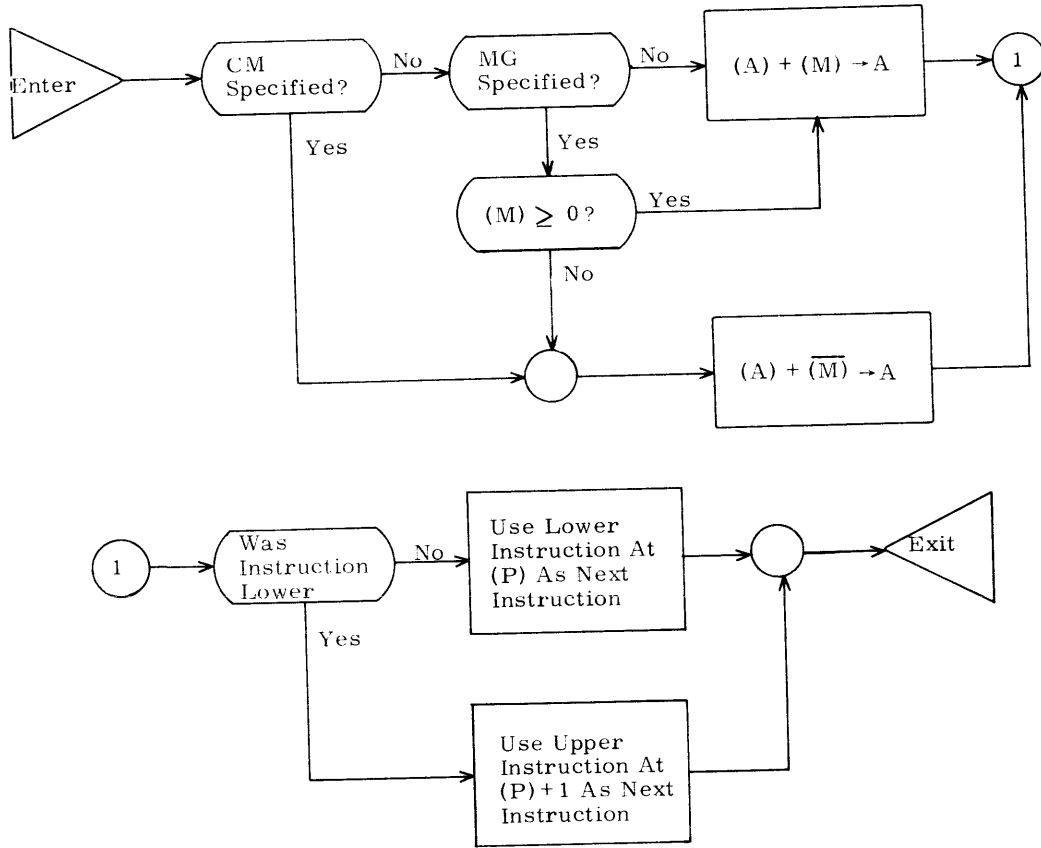 Enter
CM
Specified?
No
MG
Specified?
No
(A) + (M) → A
1
Yes
Yes
(M) ≥ 0?
Yes
No
(A) + (M̅) → A
1
Was
Instruction
Lower
No
Use Lower
Instruction At
(P) As Next
Instruction
Exit
Yes
Use Upper
Instruction At
(P)+1 As Next
Instruction